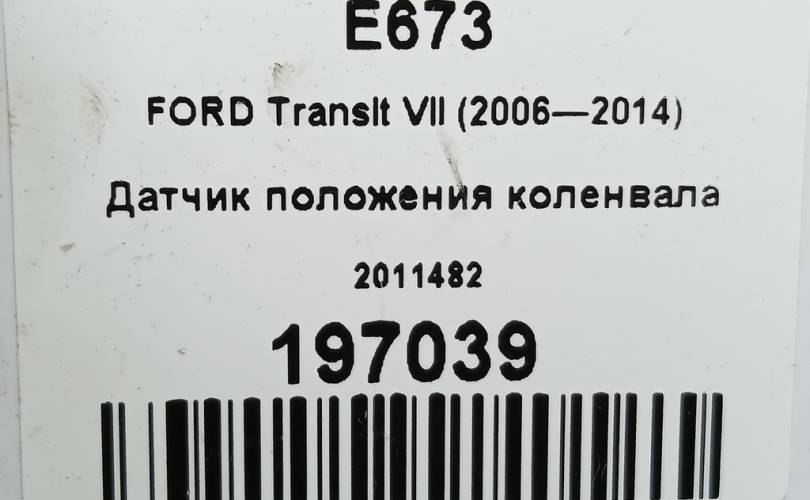 E673
FORD Transit VII (2006—2014)
Датчик положения коленвала
2011482
197039